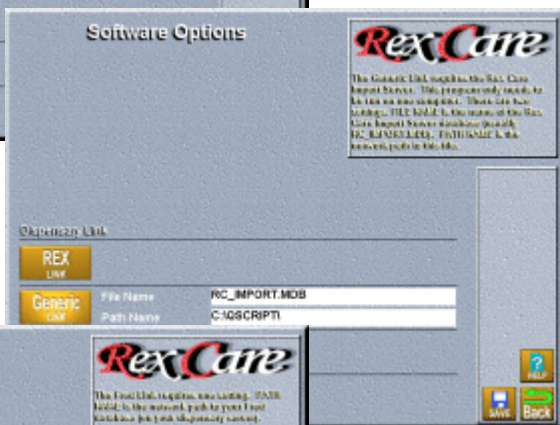 Software Options
Rex Care
The Generic Link requires the Rex Care
Import Server. This program only needs to
be run on one computer. There are two
settings. FILE NAME is the name of the Rex
Care Import Server database (usually
RC_IMPORT.MDB). PATH NAME is the
network path to this file.
Dispensary Link
REX
LINK
Generic
LINK
File Name
RC_IMPORT.MDB
Path Name
C:\QSCRIPT\
HELP
SAVE
Back
Rex Care
The Fred Link requires one setting. PATH
NAME is the network path to your Fred
database (on your dispensary server).